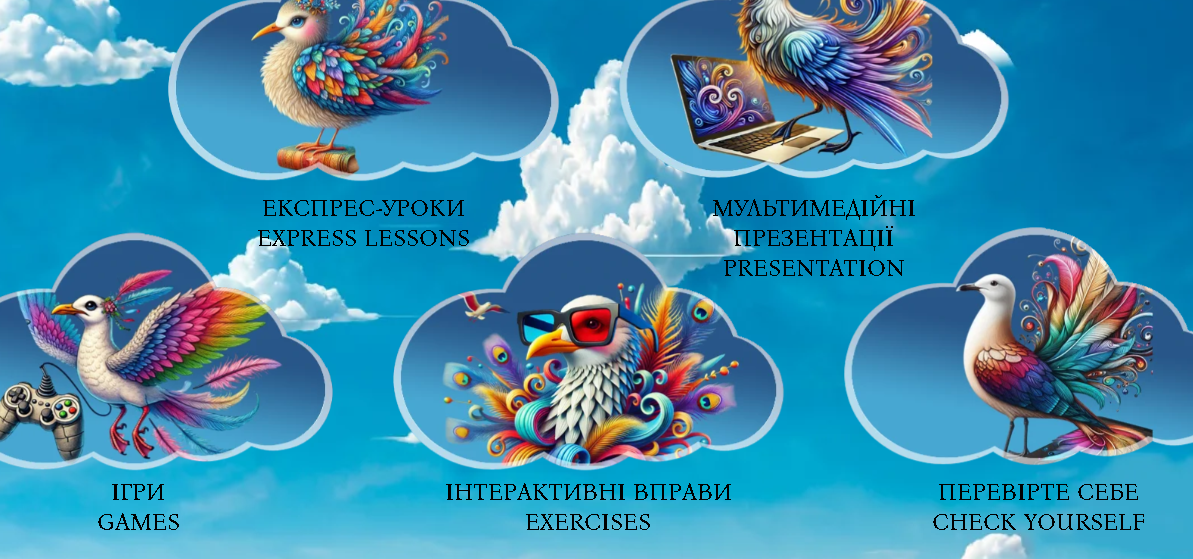 ЕКСПРЕС-УРОКИ
EXPRESS LESSONS
МУЛЬТИМЕДІЙНІ
ПРЕЗЕНТАЦІЇ
PRESENTATION
ІГРИ
GAMES
ІНТЕРАКТИВНІ ВПРАВИ
EXERCISES
ПЕРЕВІРТЕ СЕБЕ
CHECK YOURSELF